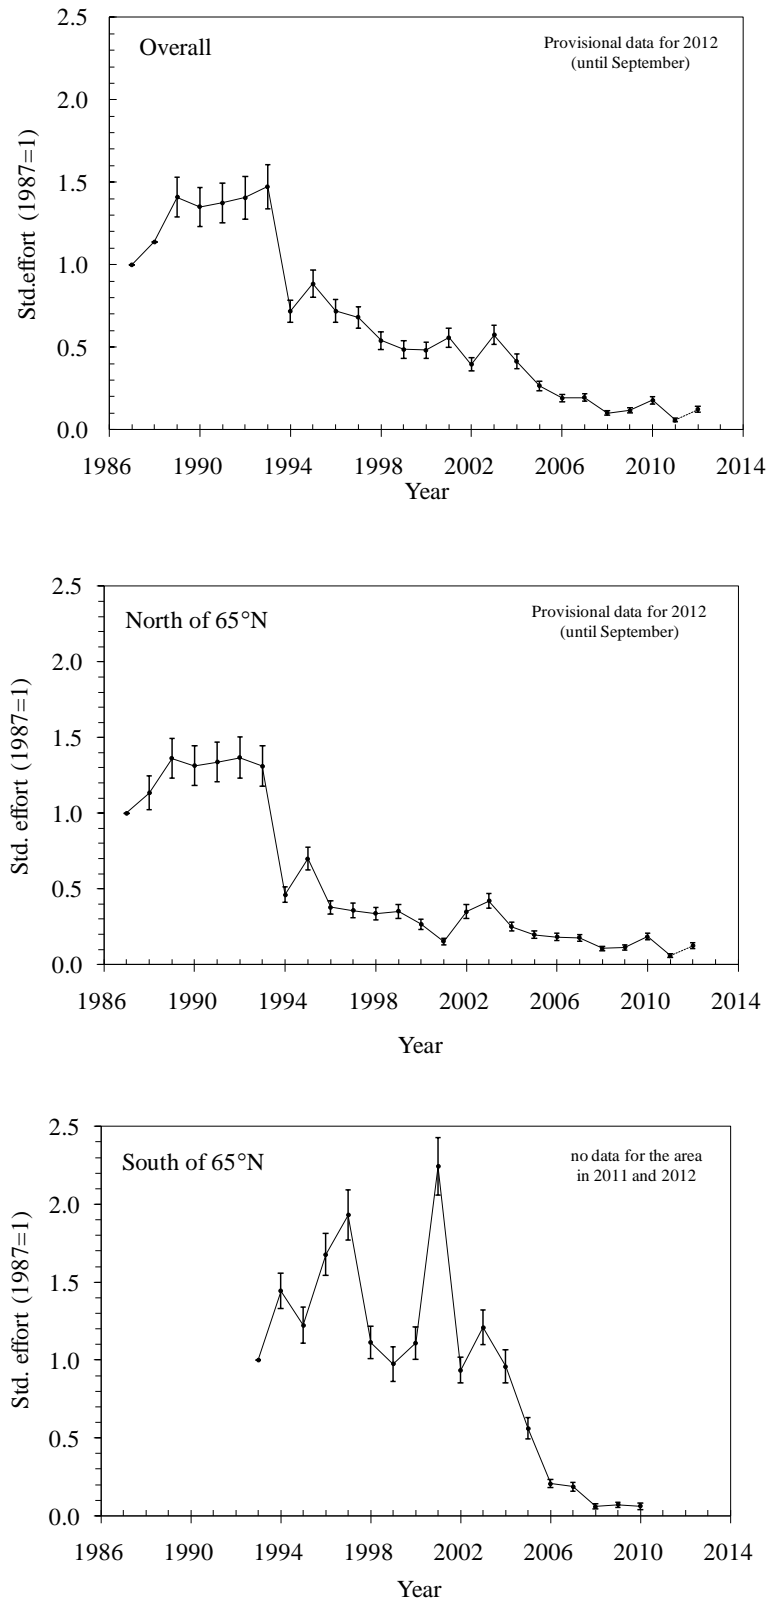 2.5
Overall
Provisional data for 2012
(until September)
2.0
1.5
1.0
0.5
0.0
Std.effort (1987=1)
1986 1990 1994 1998 2002 2006 2010 2014
Year
2.5
North of 65°N
Provisional data for 2012
(until September)
2.0
1.5
1.0
0.5
0.0
Std. effort (1987=1)
1986 1990 1994 1998 2002 2006 2010 2014
Year
2.5
South of 65°N
no data for the area
in 2011 and 2012
2.0
1.5
1.0
0.5
0.0
Std. effort (1987=1)
1986 1990 1994 1998 2002 2006 2010 2014
Year